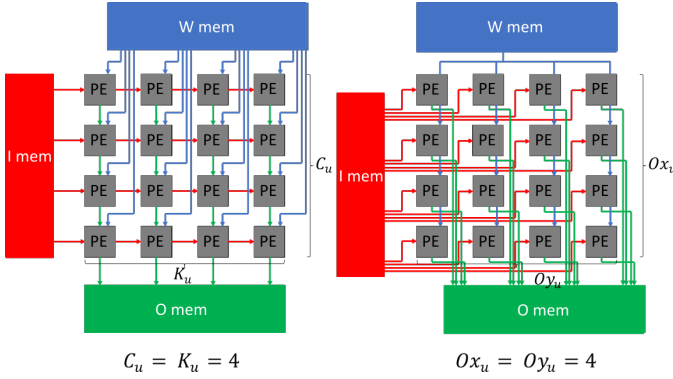 W mem
W mem
PE PE PE PE
PE PE PE PE
I mem
PE PE PE PE
PE PE PE PE
C_u
K_u
PE PE PE PE
PE PE PE PE
I mem
PE PE PE PE
PE PE PE PE
Ox_u
Oy_u
O mem
O mem
C_u = K_u = 4
Ox_u = Oy_u = 4